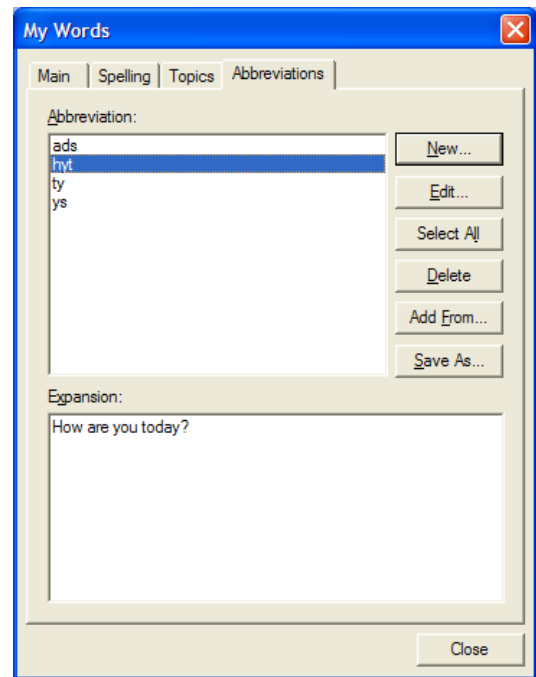 My Words
Main Spelling Topics Abbreviations
Abbreviation:
ads
hyt
ty
ys
New...
Edit...
Select All
Delete
Add From...
Save As...
Expansion:
How are you today?
Close